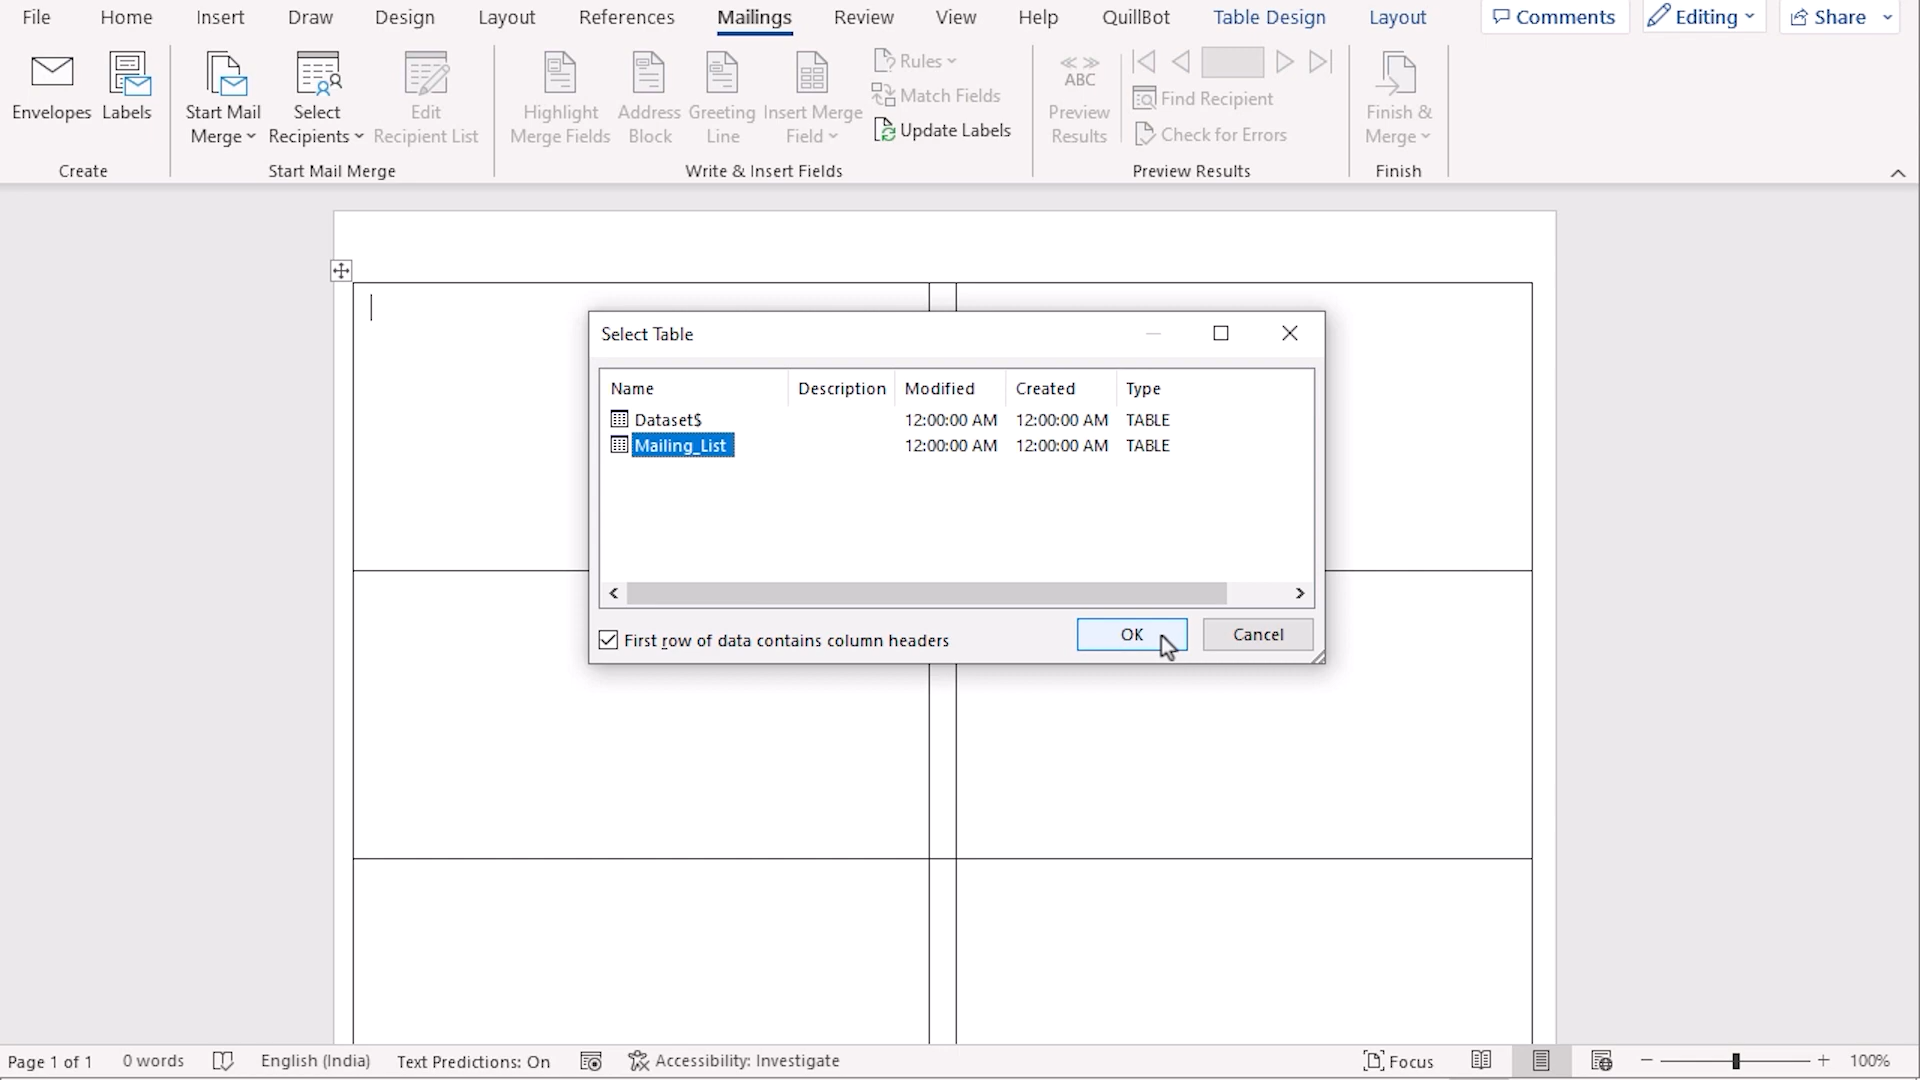 File Home Insert Draw Design Layout References Mailings Review View Help QuillBot Table Design Layout Comments Editing Share
Envelopes Labels
Start Mail Merge
Select Recipients
Edit Recipient List
Highlight Merge Fields
Address Block
Greeting Line
Insert Merge Field
Rules
Match Fields
Update Labels
<< >>
ABC
Preview Results
Find Recipient
Check for Errors
Finish & Merge
Create Start Mail Merge Write & Insert Fields Preview Results Finish
Select Table
Name Description Modified Created Type
Dataset$ 12:00:00 AM 12:00:00 AM TABLE
Mailing_List 12:00:00 AM 12:00:00 AM TABLE
First row of data contains column headers OK Cancel
Page 1 of 1 0 words English (India) Text Predictions: On Accessibility: Investigate Focus 100%